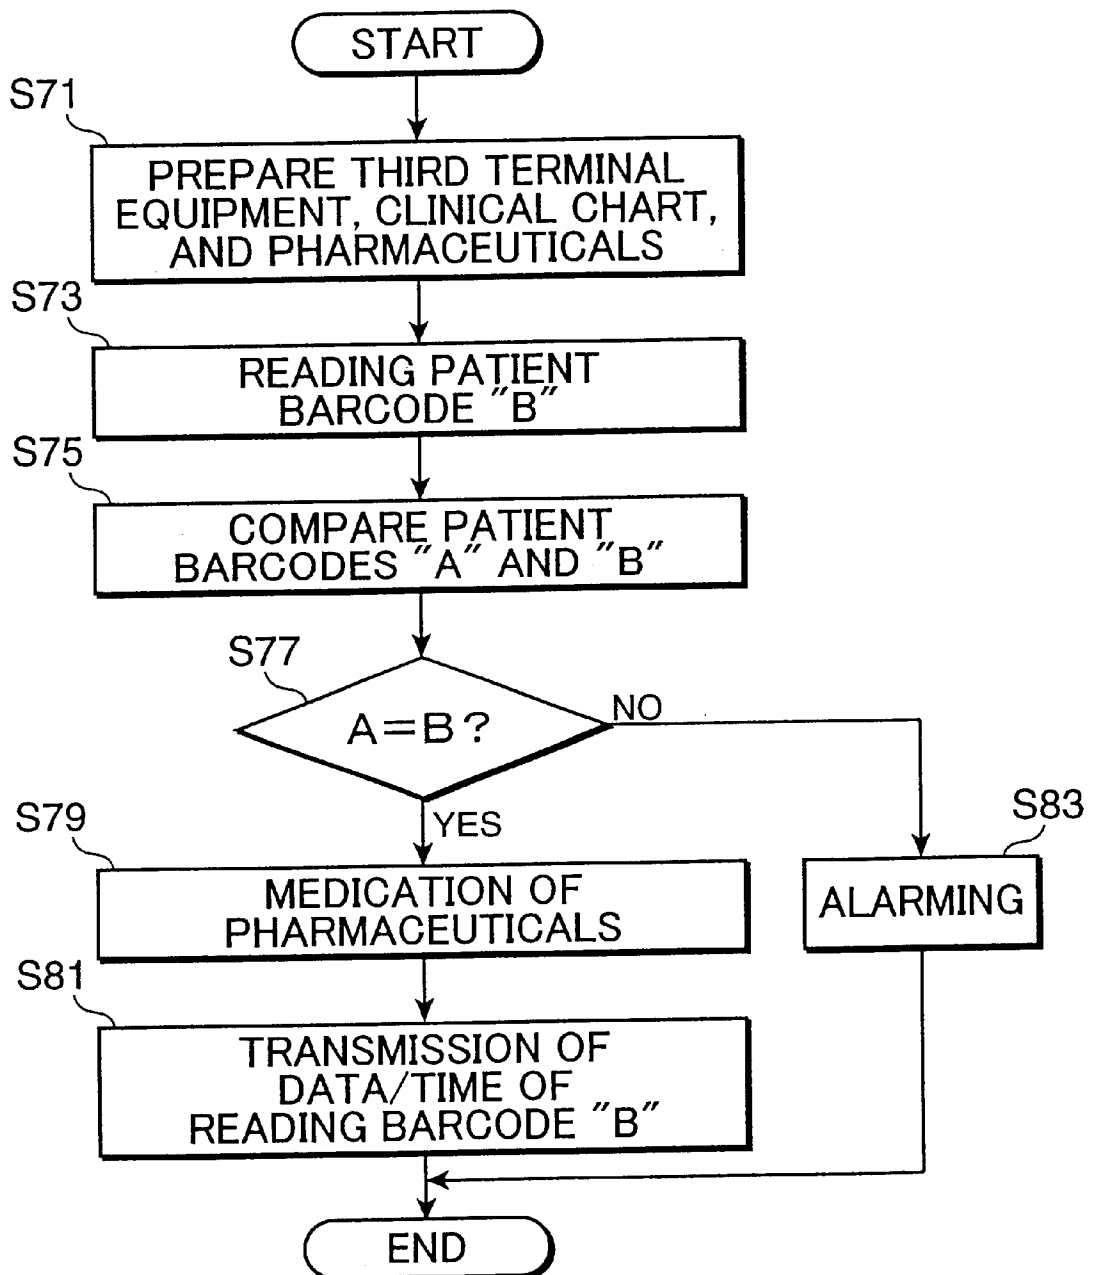 START
S71
PREPARE THIRD TERMINAL
EQUIPMENT, CLINICAL CHART,
AND PHARMACEUTICALS
S73
READING PATIENT
BARCODE "B"
S75
COMPARE PATIENT
BARCODES "A" AND "B"
S77
A=B?
NO
YES
S79
MEDICATION OF
PHARMACEUTICALS
S83
ALARMING
S81
TRANSMISSION OF
DATA/TIME OF
READING BARCODE "B"
END